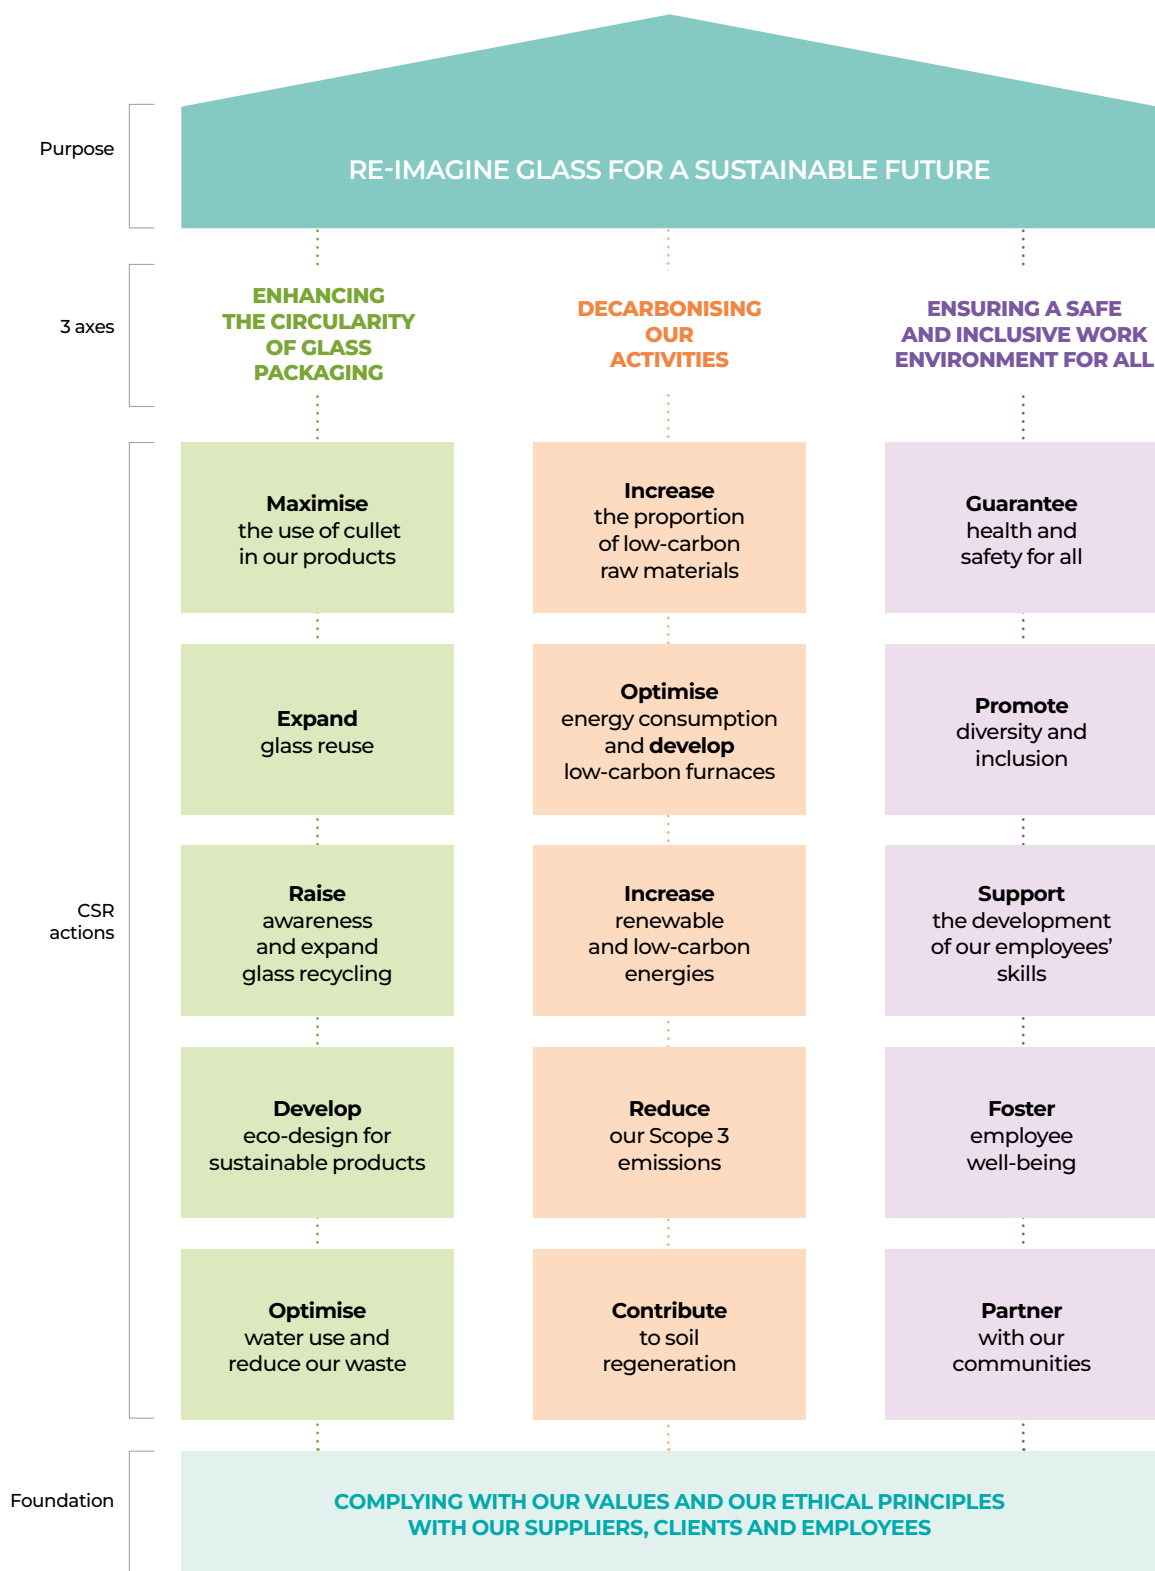 Purpose
RE-IMAGINE GLASS FOR A SUSTAINABLE FUTURE
3 axes
ENHANCING
THE CIRCULARITY
OF GLASS
PACKAGING
DECARBONISING
OUR
ACTIVITIES
ENSURING A SAFE
AND INCLUSIVE WORK
ENVIRONMENT FOR ALL
CSR
actions
Maximise
the use of cullet
in our products
Increase
the proportion
of low-carbon
raw materials
Guarantee
health and
safety for all
Expand
glass reuse
Optimise
energy consumption
and develop
low-carbon furnaces
Promote
diversity and
inclusion
Raise
awareness
and expand
glass recycling
Increase
renewable
and low-carbon
energies
Support
the development
of our employees’
skills
Develop
eco-design for
sustainable products
Reduce
our Scope 3
emissions
Foster
employee
well-being
Optimise
water use and
reduce our waste
Contribute
to soil
regeneration
Partner
with our
communities
Foundation
COMPLYING WITH OUR VALUES AND OUR ETHICAL PRINCIPLES
WITH OUR SUPPLIERS, CLIENTS AND EMPLOYEES